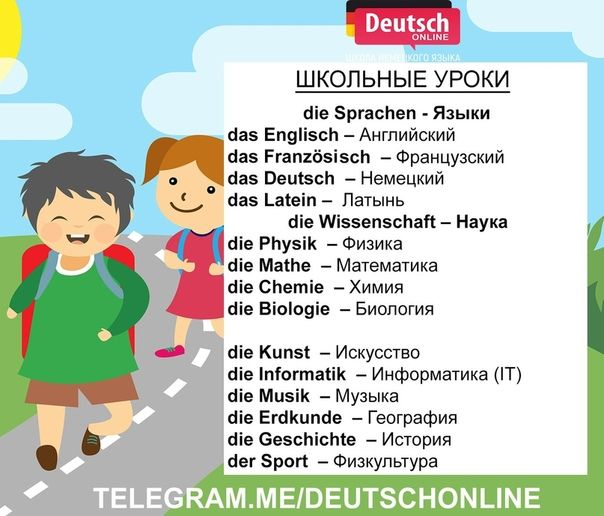 Deutsch
ONLINE
ШКОЛА НЕМЕЦКОГО ЯЗЫКА
ШКОЛЬНЫЕ УРОКИ
die Sprachen - Языки
das Englisch – Английский
das Französisch – Французский
das Deutsch – Немецкий
das Latein – Латынь
die Wissenschaft – Наука
die Physik – Физика
die Mathe – Математика
die Chemie – Химия
die Biologie – Биология
die Kunst – Искусство
die Informatik – Информатика (IT)
die Musik – Музыка
die Erdkunde – География
die Geschichte – История
der Sport – Физкультура
TELEGRAM.ME/DEUTSCHONLINE